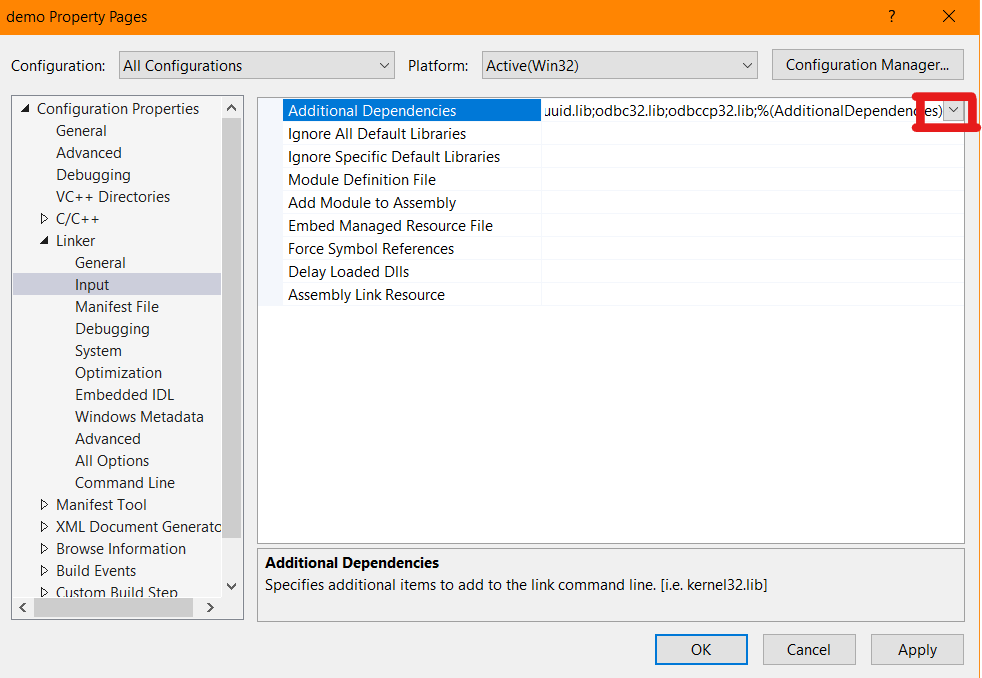 demo Property Pages
?
Configuration: All Configurations Platform: Active(Win32) Configuration Manager...
Configuration Properties
General
Advanced
Debugging
VC++ Directories
C/C++
Linker
General
Input
Manifest File
Debugging
System
Optimization
Embedded IDL
Windows Metadata
Advanced
All Options
Command Line
Manifest Tool
XML Document Generato
Browse Information
Build Events
Custom Build Step
Additional Dependencies uuid.lib;odbc32.lib;odbccp32.lib;%(AdditionalDependencies)
Ignore All Default Libraries
Ignore Specific Default Libraries
Module Definition File
Add Module to Assembly
Embed Managed Resource File
Force Symbol References
Delay Loaded Dlls
Assembly Link Resource
Additional Dependencies
Specifies additional items to add to the link command line. [i.e. kernel32.lib]
OK Cancel Apply